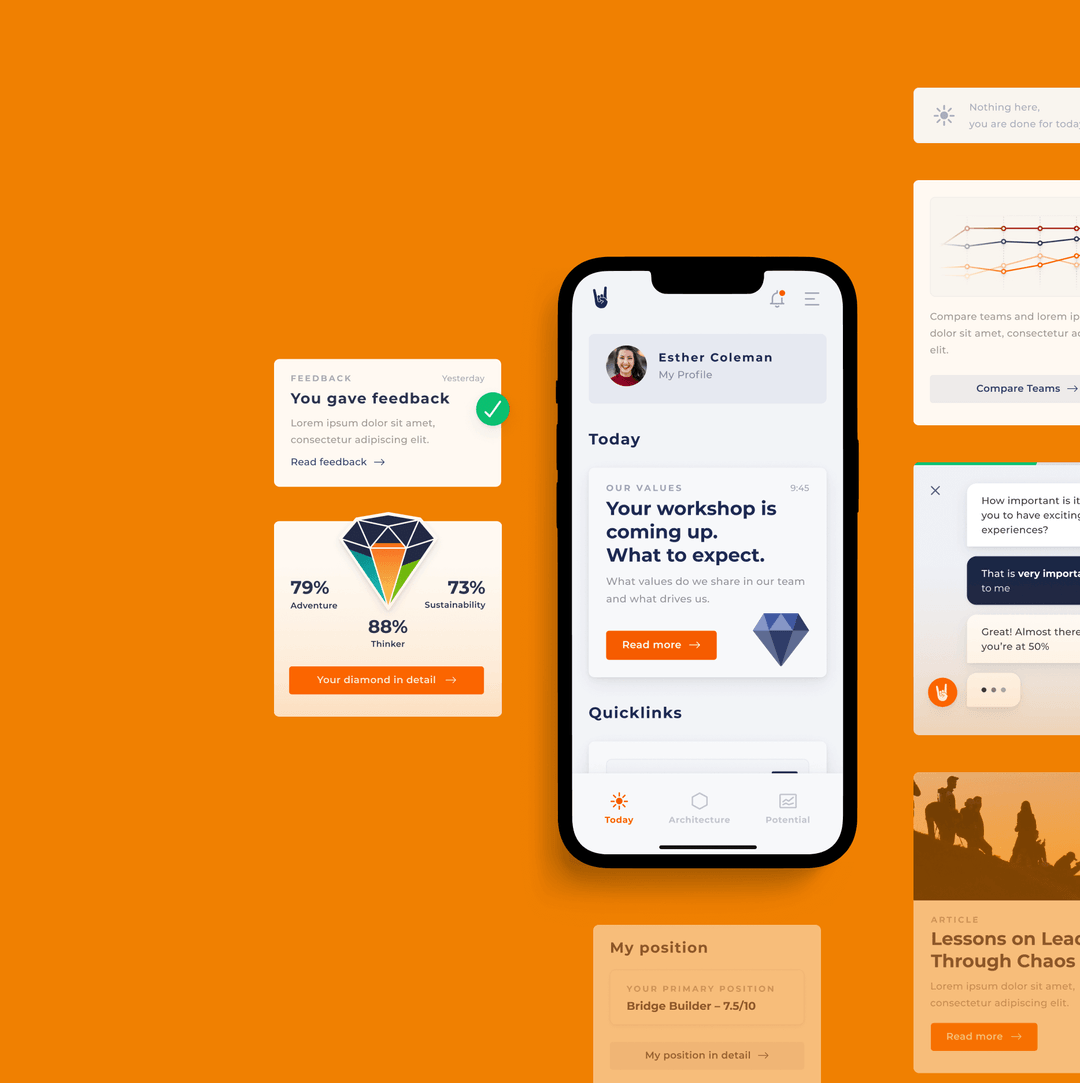 FEEDBACK
Yesterday
You gave feedback
Lorem ipsum dolor sit amet,
consectetur adipiscing elit.
Read feedback
79%
Adventure
73%
Sustainability
88%
Thinker
Your diamond in detail
Esther Coleman
My Profile
Today
OUR VALUES
9:45
Your workshop is
coming up.
What to expect.
What values do we share in our team
and what drives us.
Read more
Quicklinks
Today
Architecture
Potential
My position
YOUR PRIMARY POSITION
Bridge Builder – 7.5/10
My position in detail
Nothing here,
you are done for today
Compare teams and lorem
dolor sit amet, consectetur
elit.
Compare Teams
How important is it
you to have exciting
experiences?
That is very
to me
Great! Almost there
you're at 50%
ARTICLE
Lessons on
Through Chaos
Lorem ipsum dolor sit amet,
consectetur adipiscing elit.
Read more